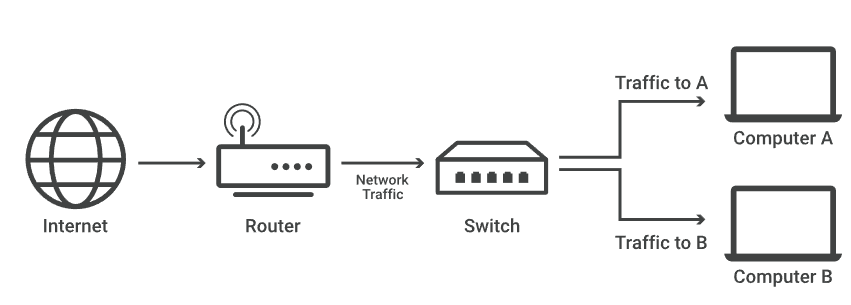 Internet
Router
Network
Traffic
Switch
Traffic to A
Computer A
Traffic to B
Computer B